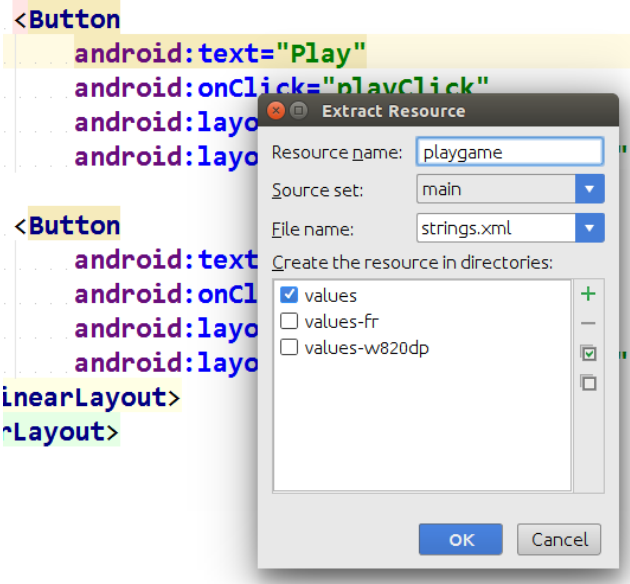 <Button
android:text="Play"
android:onClick="playClick"
android:layo
android:layo "
<Button
android:text
android:onCl
android:layo
android:layo "
inearLayout>
rLayout>
Extract Resource
Resource name: playgame
Source set: main
File name: strings.xml
Create the resource in directories:
values
values-fr
values-w820dp
OK Cancel